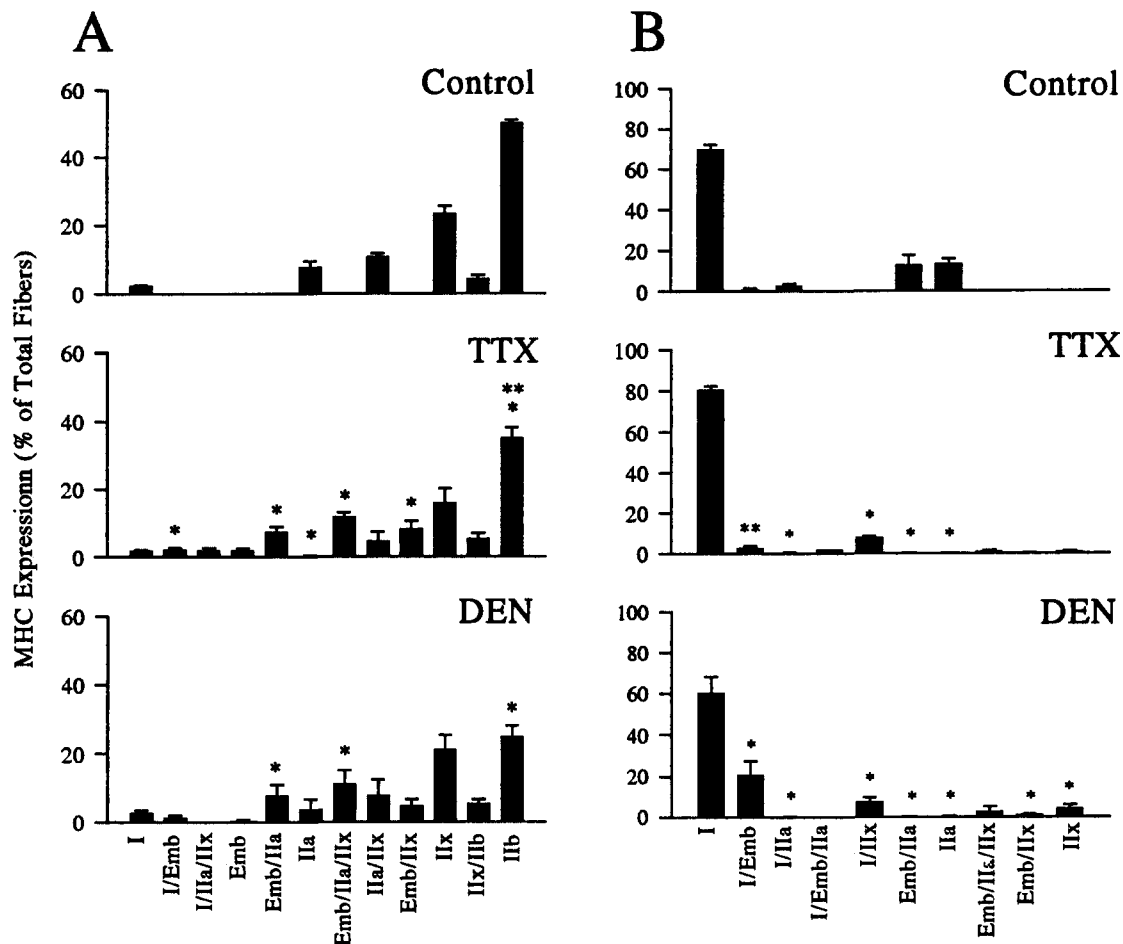 A
B
MHC Expressionn (% of Total Fibers)
Control
60
40
20
0
TTX
60
40
20
0
*
*
*
*
*
**
*
DEN
60
40
20
0
*
*
*
I
I/Emb
I/IIa/IIx
Emb
Emb/IIa
IIa
Emb/IIa/IIx
IIa/IIx
Emb/IIx
IIx
IIx/IIb
IIb
Control
100
80
60
40
20
0
TTX
100
80
60
40
20
0
**
*
*
*
*
DEN
100
80
60
40
20
0
*
*
*
*
*
*
*
I
I/Emb
I/IIa
I/Emb/IIa
I/IIx
Emb/IIa
IIa
Emb/IIa/IIx
Emb/IIx
IIx